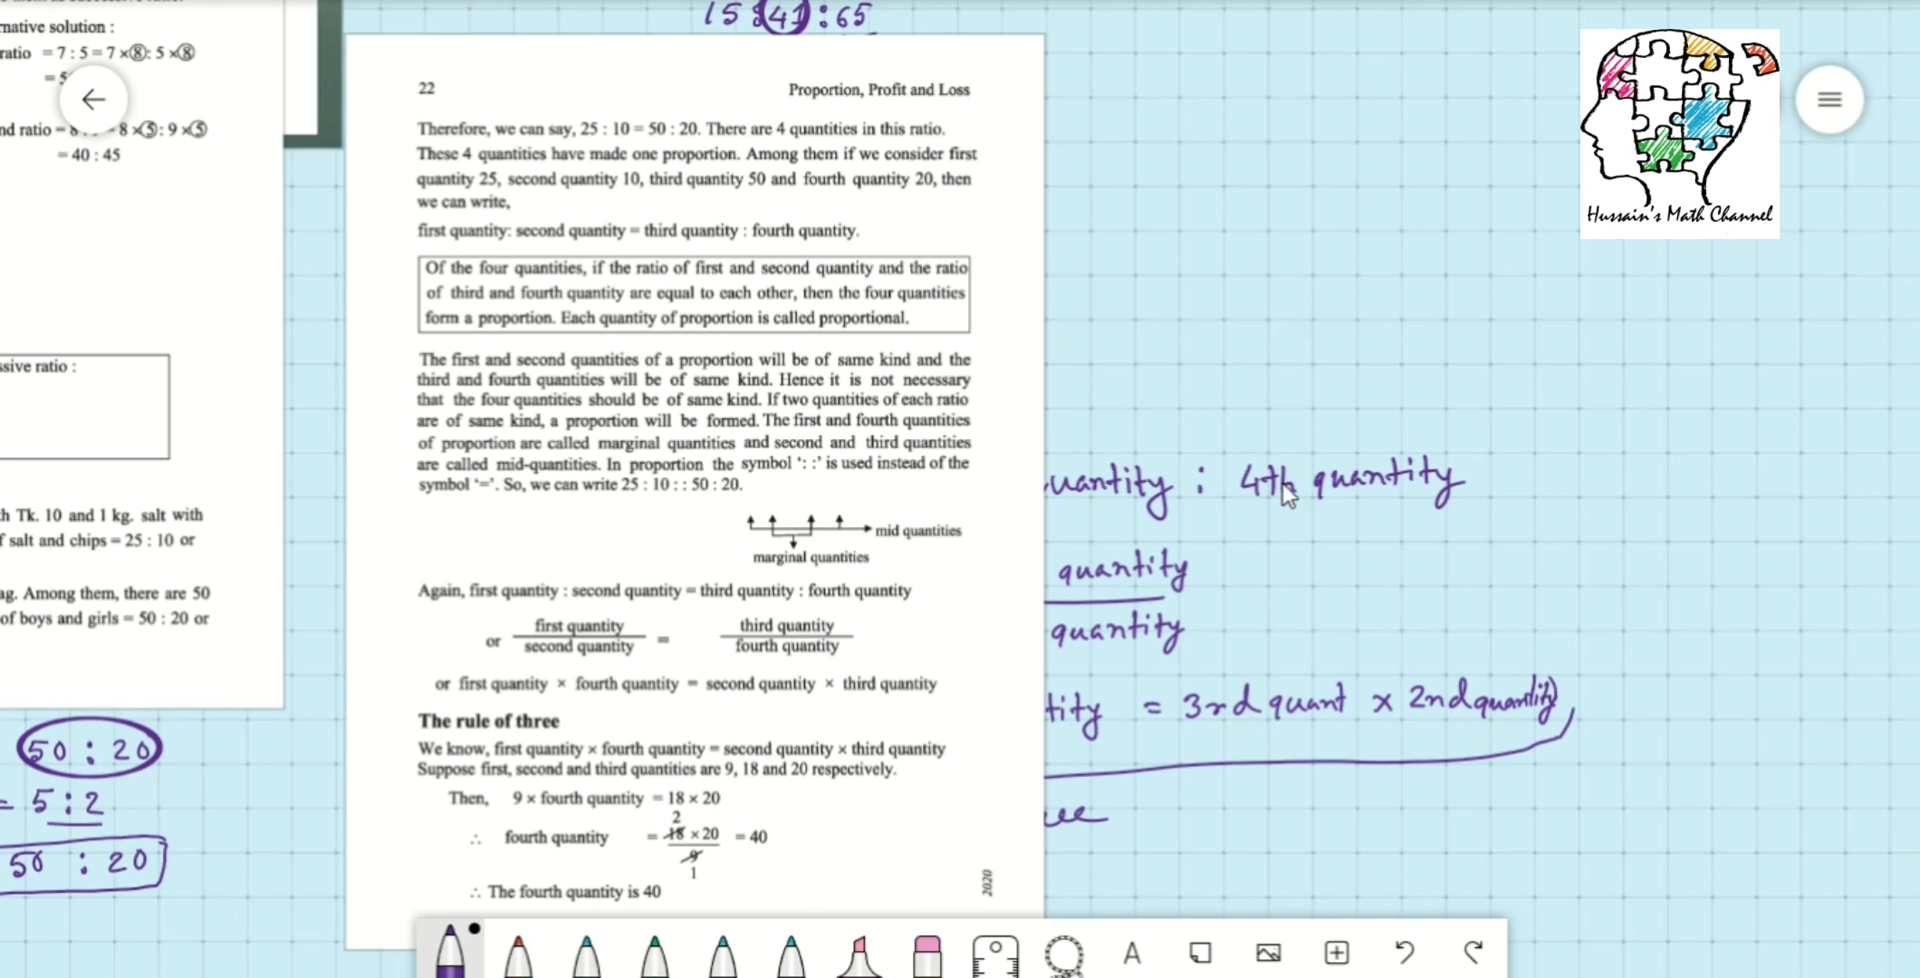 15 : 41 : 65
ratio = 7 : 5 = 7 ×8: 5 ×8
ratio =
8 ×5 : 9 ×5
= 40 : 45
ratio :
Tk. 10 and 1 kg. salt with
salt and chips = 25 : 10 or
Among them, there are 50
of boys and girls = 50 : 20 or
50 : 20
= 5 : 2
50 : 20
22
Proportion, Profit and Loss
Therefore, we can say, 25 : 10 = 50 : 20. There are 4 quantities in this ratio.
These 4 quantities have made one proportion. Among them if we consider first
quantity 25, second quantity 10, third quantity 50 and fourth quantity 20, then
we can write,
first quantity: second quantity = third quantity : fourth quantity.
Of the four quantities, if the ratio of first and second quantity and the ratio
of third and fourth quantity are equal to each other, then the four quantities
form a proportion. Each quantity of proportion is called proportional.
The first and second quantities of a proportion will be of same kind and the
third and fourth quantities will be of same kind. Hence it is not necessary
that the four quantities should be of same kind. If two quantities of each ratio
are of same kind, a proportion will be formed. The first and fourth quantities
of proportion are called marginal quantities and second and third quantities
are called mid-quantities. In proportion the symbol ‘: :’ is used instead of the
symbol ‘=’. So, we can write 25 : 10 : : 50 : 20.
mid quantities
marginal quantities
Again, first quantity : second quantity = third quantity : fourth quantity
or first quantity / second quantity = third quantity / fourth quantity
or first quantity × fourth quantity = second quantity × third quantity
The rule of three
We know, first quantity × fourth quantity = second quantity × third quantity
Suppose first, second and third quantities are 9, 18 and 20 respectively.
Then, 9 × fourth quantity = 18 × 20
2
∴ fourth quantity = 18 × 20 = 40
9
1
∴ The fourth quantity is 40
2020
: 4th quantity
quantity
quantity
= 3rd quant × 2nd quantity
Hussain's Math Channel
A